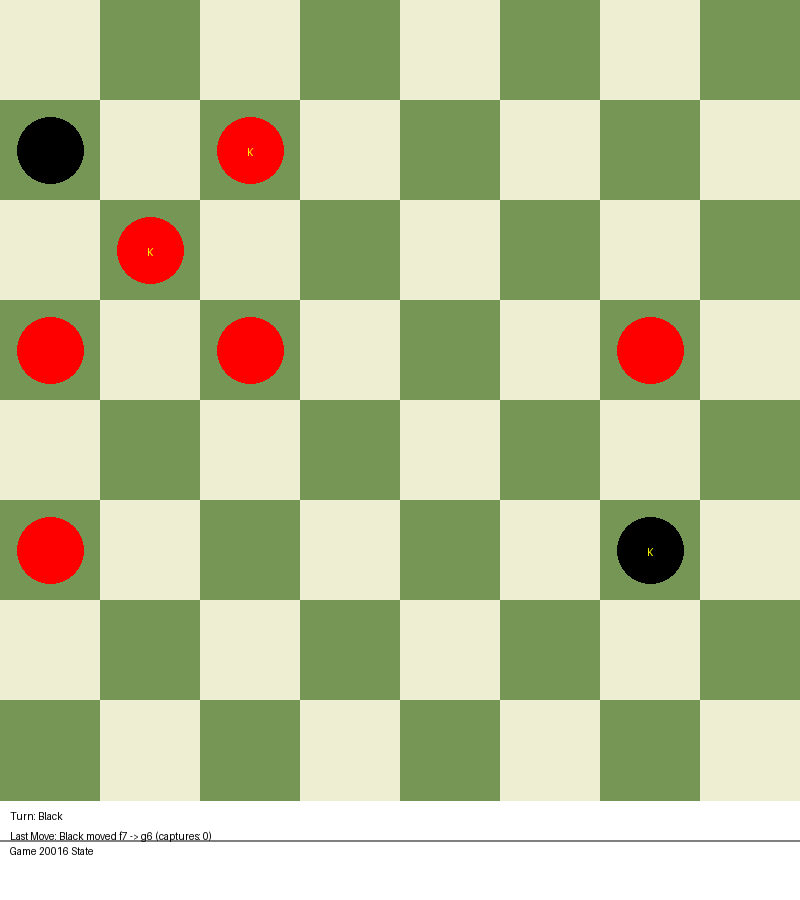 K
K
K
Turn: Black
Last Move: Black moved f7 -> g6 (captures: 0)
Game 20016 State